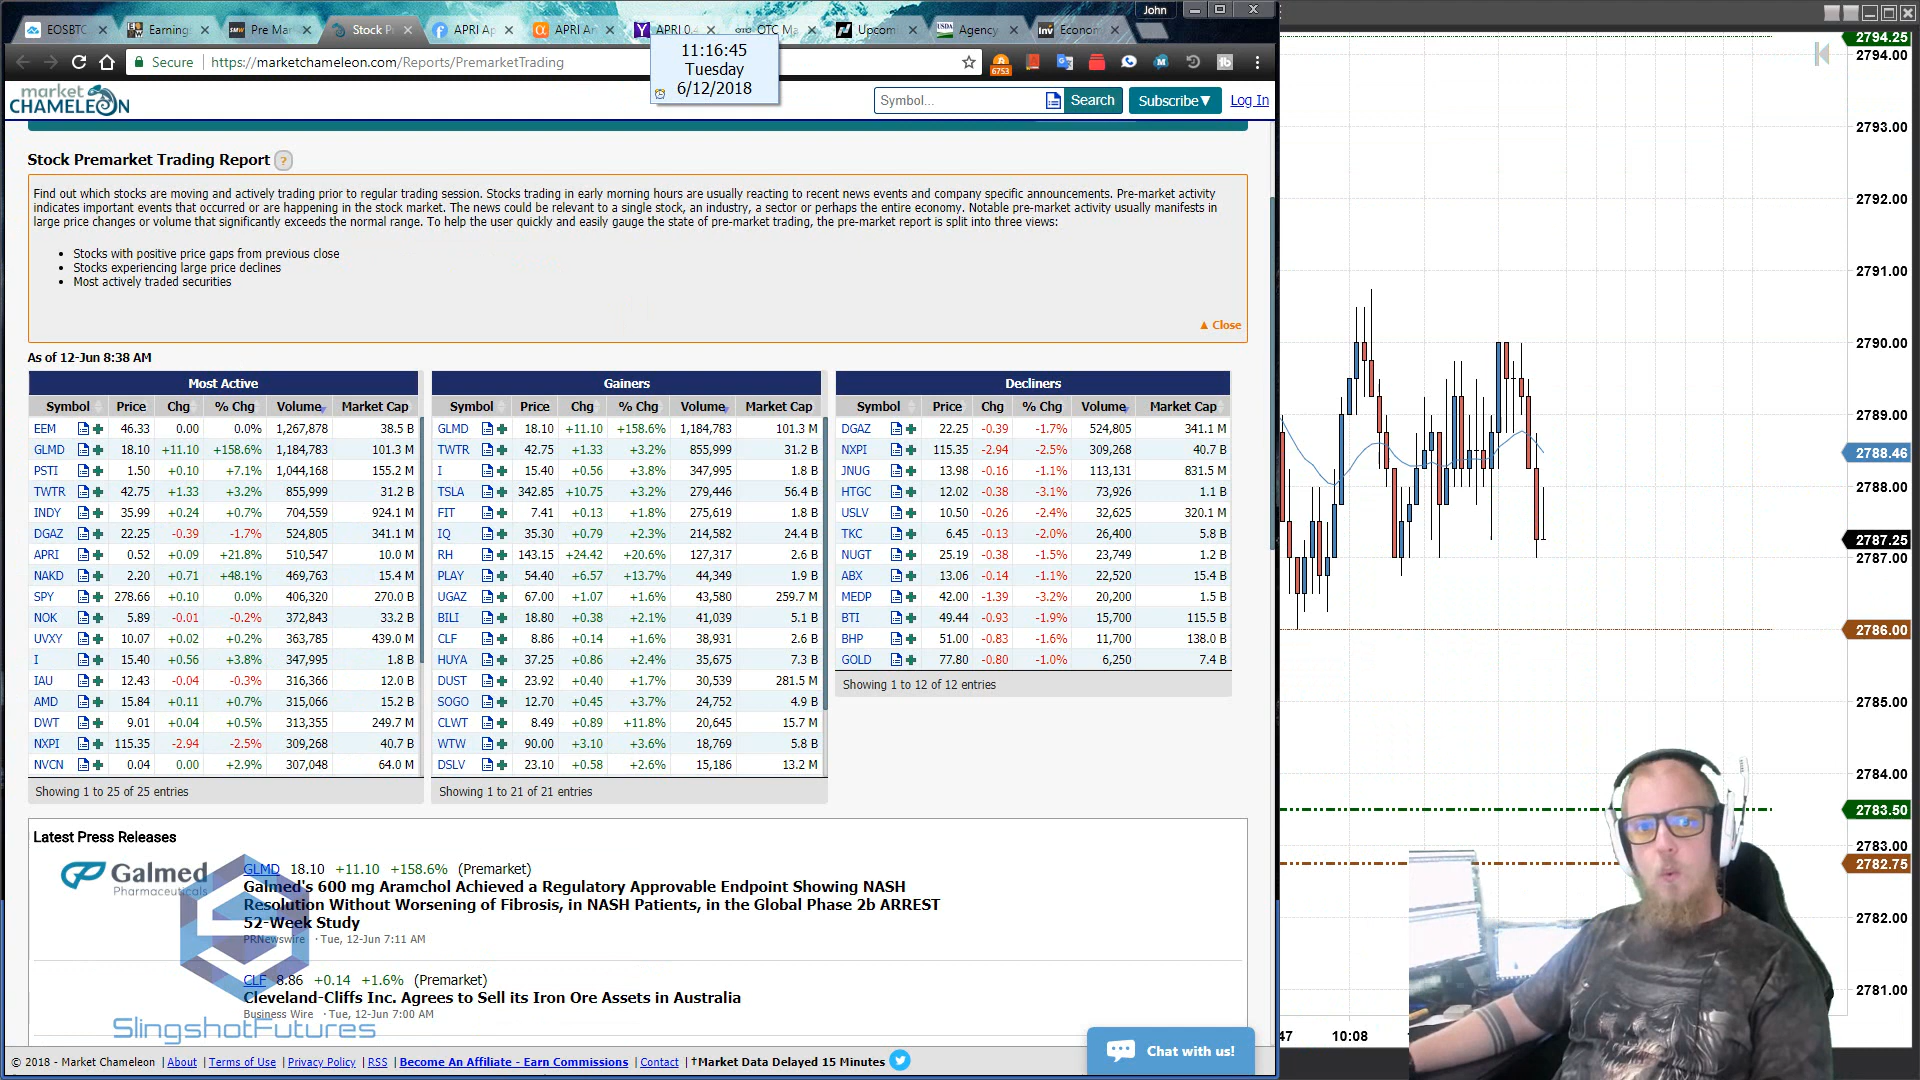 John
EOSBTC
Earning:
Pre Ma
Stock P
APRI Ap
APRI An
APRI 0.4
OTC Ma
Upcom
Agency
Econom
Secure
https://marketchameleon.com/Reports/PremarketTrading
6753
11:16:45
Tuesday
6/12/2018
market
CHAMELEON
Symbol...
Search
Subscribe▼
Log In
Stock Premarket Trading Report ?
Find out which stocks are moving and actively trading prior to regular trading session. Stocks trading in early morning hours are usually reacting to recent news events and company specific announcements. Pre-market activity
indicates important events that occurred or are happening in the stock market. The news could be relevant to a single stock, an industry, a sector or perhaps the entire economy. Notable pre-market activity usually manifests in
large price changes or volume that significantly exceeds the normal range. To help the user quickly and easily gauge the state of pre-market trading, the pre-market report is split into three views:
• Stocks with positive price gaps from previous close
• Stocks experiencing large price declines
• Most actively traded securities
▲ Close
As of 12-Jun 8:38 AM
Most Active
Symbol Price Chg % Chg Volume Market Cap
EEM 46.33 0.00 0.0% 1,267,878 38.5 B
GLMD 18.10 +11.10 +158.6% 1,184,783 101.3 M
PSTI 1.50 +0.10 +7.1% 1,044,168 155.2 M
TWTR 42.75 +1.33 +3.2% 855,999 31.2 B
INDY 35.99 +0.24 +0.7% 704,559 924.1 M
DGAZ 22.25 -0.39 -1.7% 524,805 341.1 M
APRI 0.52 +0.09 +21.8% 510,547 10.0 M
NAKD 2.20 +0.71 +48.1% 469,763 15.4 M
SPY 278.66 +0.10 0.0% 406,320 270.0 B
NOK 5.89 -0.01 -0.2% 372,843 33.2 B
UVXY 10.07 +0.02 +0.2% 363,785 439.0 M
I 15.40 +0.56 +3.8% 347,995 1.8 B
IAU 12.43 -0.04 -0.3% 316,366 12.0 B
AMD 15.84 +0.11 +0.7% 315,066 15.2 B
DWT 9.01 +0.04 +0.5% 313,355 249.7 M
NXPI 115.35 -2.94 -2.5% 309,268 40.7 B
NVCN 0.04 0.00 +2.9% 307,048 64.0 M
Showing 1 to 25 of 25 entries
Gainers
Symbol Price Chg % Chg Volume Market Cap
GLMD 18.10 +11.10 +158.6% 1,184,783 101.3 M
TWTR 42.75 +1.33 +3.2% 855,999 31.2 B
I 15.40 +0.56 +3.8% 347,995 1.8 B
TSLA 342.85 +10.75 +3.2% 279,446 56.4 B
FIT 7.41 +0.13 +1.8% 275,619 1.8 B
IQ 35.30 +0.79 +2.3% 214,582 24.4 B
RH 143.15 +24.42 +20.6% 127,317 2.6 B
PLAY 54.40 +6.57 +13.7% 44,349 1.9 B
UGAZ 67.00 +1.07 +1.6% 43,580 259.7 M
BILI 18.80 +0.38 +2.1% 41,039 5.1 B
CLF 8.86 +0.14 +1.6% 38,931 2.6 B
HUYA 37.25 +0.86 +2.4% 35,675 7.3 B
DUST 23.92 +0.40 +1.7% 30,539 281.5 M
SOGO 12.70 +0.45 +3.7% 24,752 4.9 B
CLWT 8.49 +0.89 +11.8% 20,645 15.7 M
WTW 90.00 +3.10 +3.6% 18,769 5.8 B
DSLV 23.10 +0.58 +2.6% 15,186 13.2 M
Showing 1 to 21 of 21 entries
Decliners
Symbol Price Chg % Chg Volume Market Cap
DGAZ 22.25 -0.39 -1.7% 524,805 341.1 M
NXPI 115.35 -2.94 -2.5% 309,268 40.7 B
JNUG 13.98 -0.16 -1.1% 113,131 831.5 M
HTGC 12.02 -0.38 -3.1% 73,926 1.1 B
USLV 10.50 -0.26 -2.4% 32,625 320.1 M
TKC 6.45 -0.13 -2.0% 26,400 5.8 B
NUGT 25.19 -0.38 -1.5% 23,749 1.2 B
ABX 13.06 -0.14 -1.1% 22,520 15.4 B
MEDP 42.00 -1.39 -3.2% 20,200 1.5 B
BTI 49.44 -0.93 -1.9% 15,700 115.5 B
BHP 51.00 -0.83 -1.6% 11,700 138.0 B
GOLD 77.80 -0.80 -1.0% 6,250 7.4 B
Showing 1 to 12 of 12 entries
Latest Press Releases
Galmed
Pharmaceuticals
GLMD 18.10 +11.10 +158.6% (Premarket)
Galmed's 600 mg Aramchol Achieved a Regulatory Approvable Endpoint Showing NASH
Resolution Without Worsening of Fibrosis, in NASH Patients, in the Global Phase 2b ARREST
52-Week Study
PRNewswire · Tue, 12-Jun 7:11 AM
CLF 8.86 +0.14 +1.6% (Premarket)
Cleveland-Cliffs Inc. Agrees to Sell its Iron Ore Assets in Australia
Business Wire · Tue, 12-Jun 7:00 AM
SlingshotFutures
Chat with us!
© 2018 - Market Chameleon | About | Terms of Use | Privacy Policy | RSS | Become An Affiliate - Earn Commissions | Contact | †Market Data Delayed 15 Minutes
2794.25
2794.00
2793.00
2792.00
2791.00
2790.00
2789.00
2788.46
2788.00
2787.25
2787.00
2786.00
2785.00
2784.00
2783.50
2783.00
2782.75
2782.00
2781.00
47 10:08